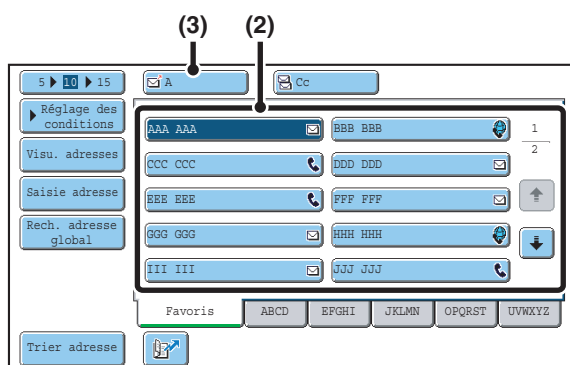 (3) (2)
5 10 15
A
Cc
Réglage des
conditions
Visu. adresses
Saisie adresse
Rech. adresse
global
AAA AAA
BBB BBB
CCC CCC
DDD DDD
EEE EEE
FFF FFF
GGG GGG
HHH HHH
III III
JJJ JJJ
1
2
Favoris
ABCD
EFGHI
JKLMN
OPQRST
UVWXYZ
Trier adresse